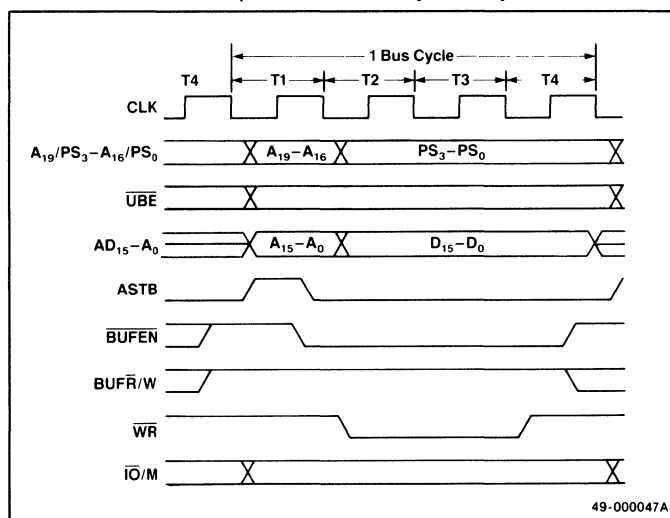 1 Bus Cycle
T4 T1 T2 T3 T4
CLK
A19/PS3–A16/PS0 A19–A16 PS3–PS0
UBE
AD15–A0 A15–A0 D15–D0
ASTB
BUFEN
BUFR/W
WR
IO/M
49-000047A